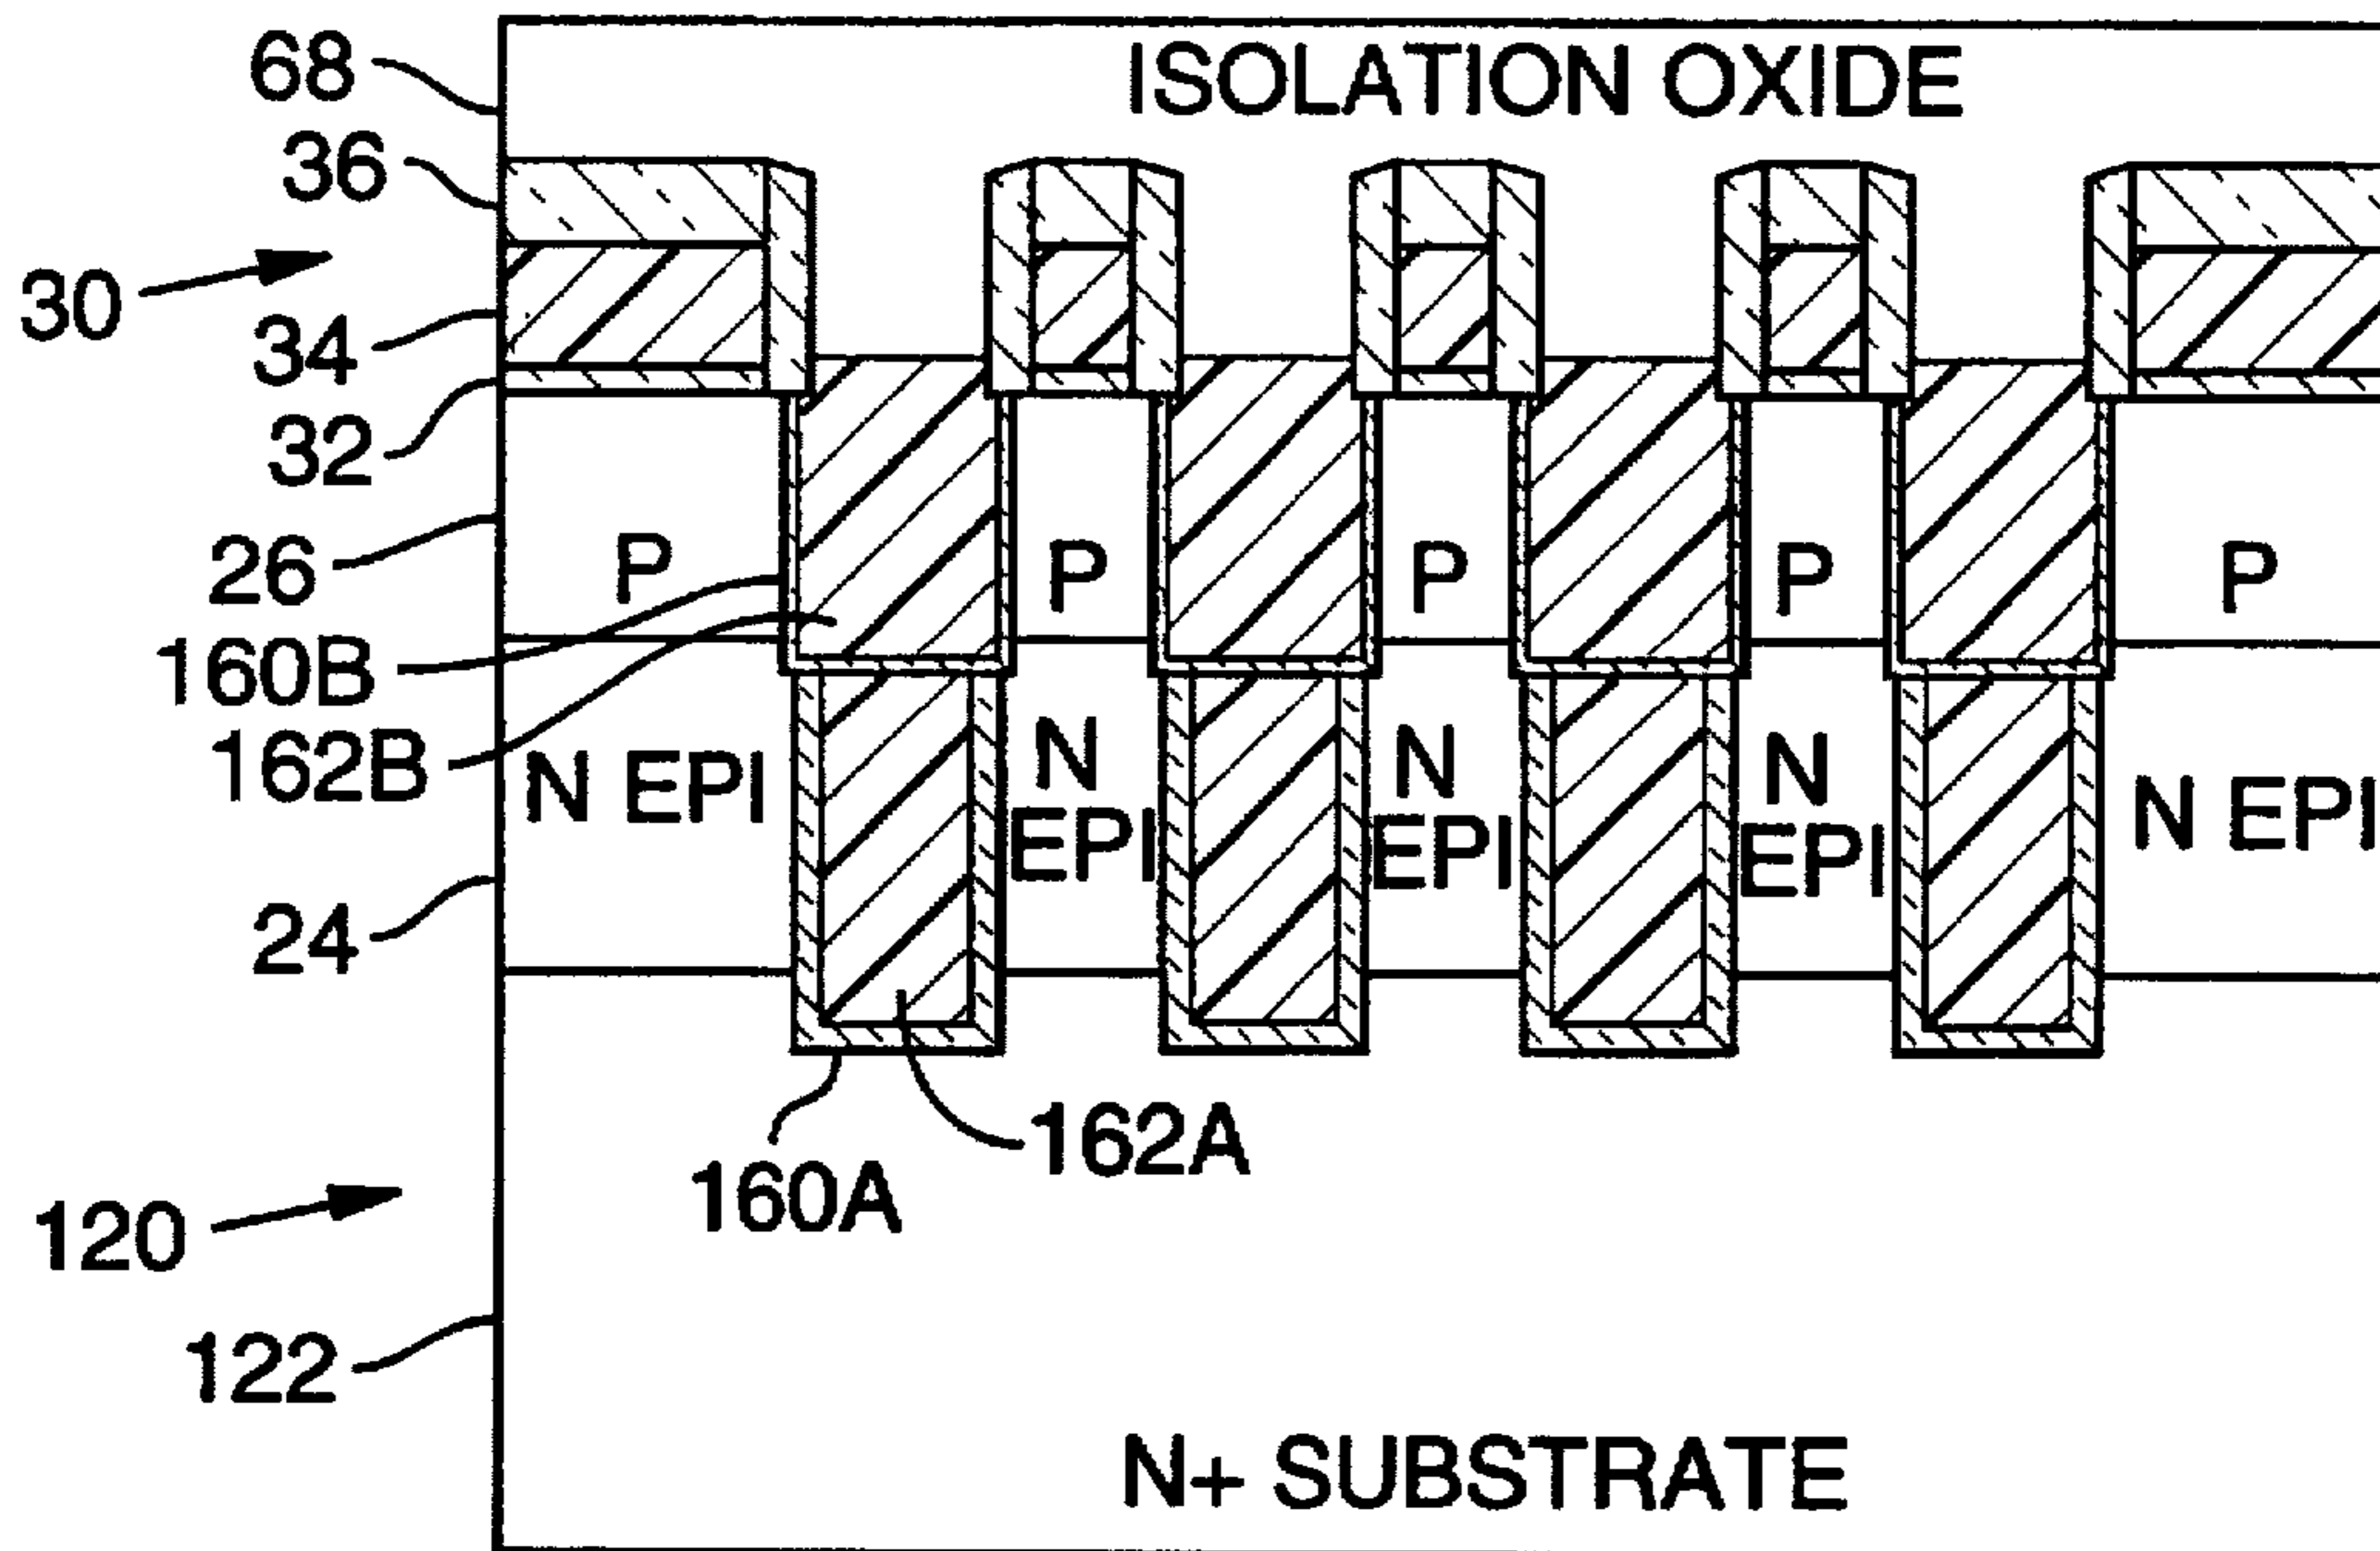 68
ISOLATION OXIDE
36
30
34
32
26
P
P
P
P
P
160B
162B
N EPI
N
EPI
N
EPI
N
EPI
N EPI
24
162A
160A
120
122
N+ SUBSTRATE